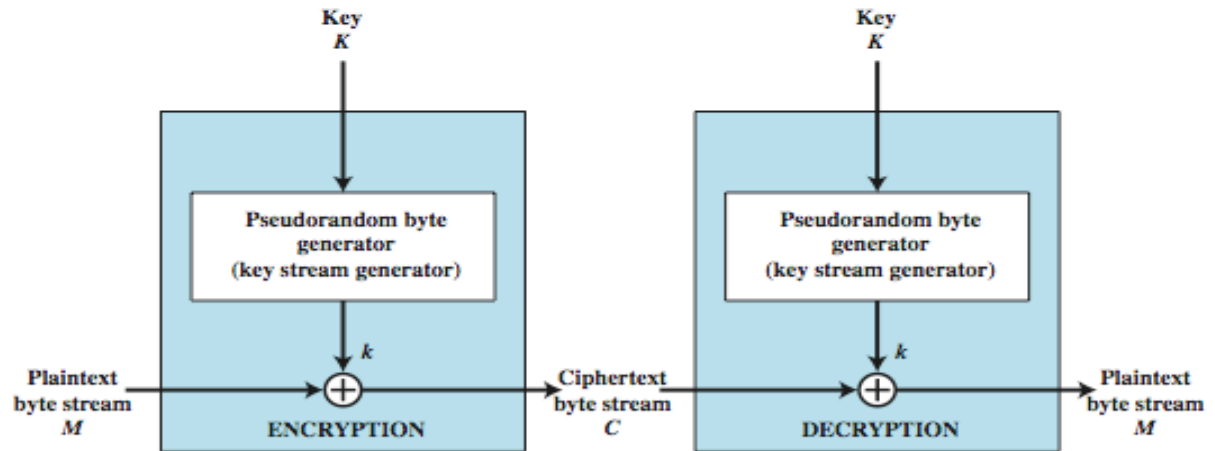 Key
K
Key
K
Pseudorandom byte
generator
(key stream generator)
Pseudorandom byte
generator
(key stream generator)
k
k
Plaintext
byte stream
M
Ciphertext
byte stream
C
Plaintext
byte stream
M
ENCRYPTION
DECRYPTION